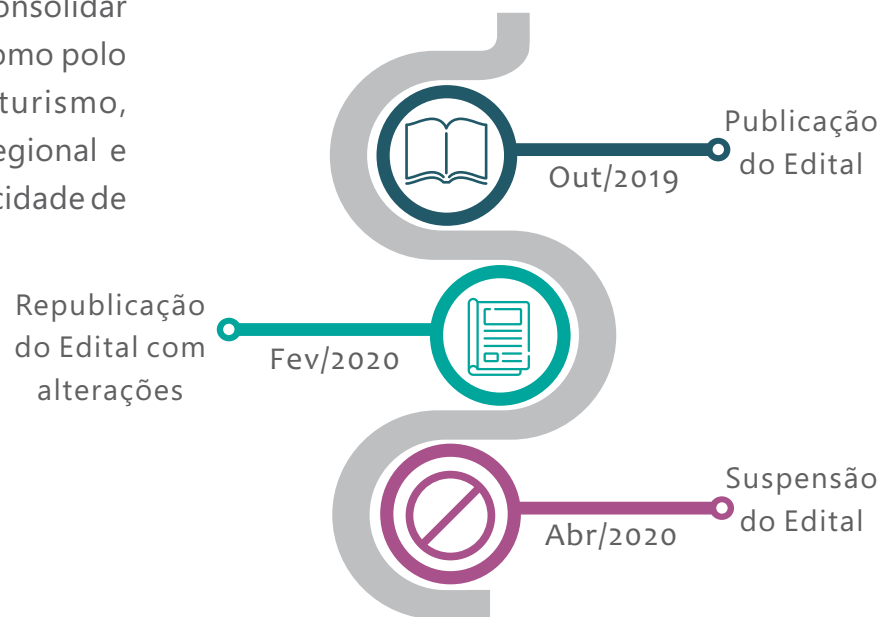 onsolidar
omo polo
turismo,
egional e
cidade de
Publicação
do Edital
Out/2019
Republicação
do Edital com
alterações
Fev/2020
Suspensão
do Edital
Abr/2020